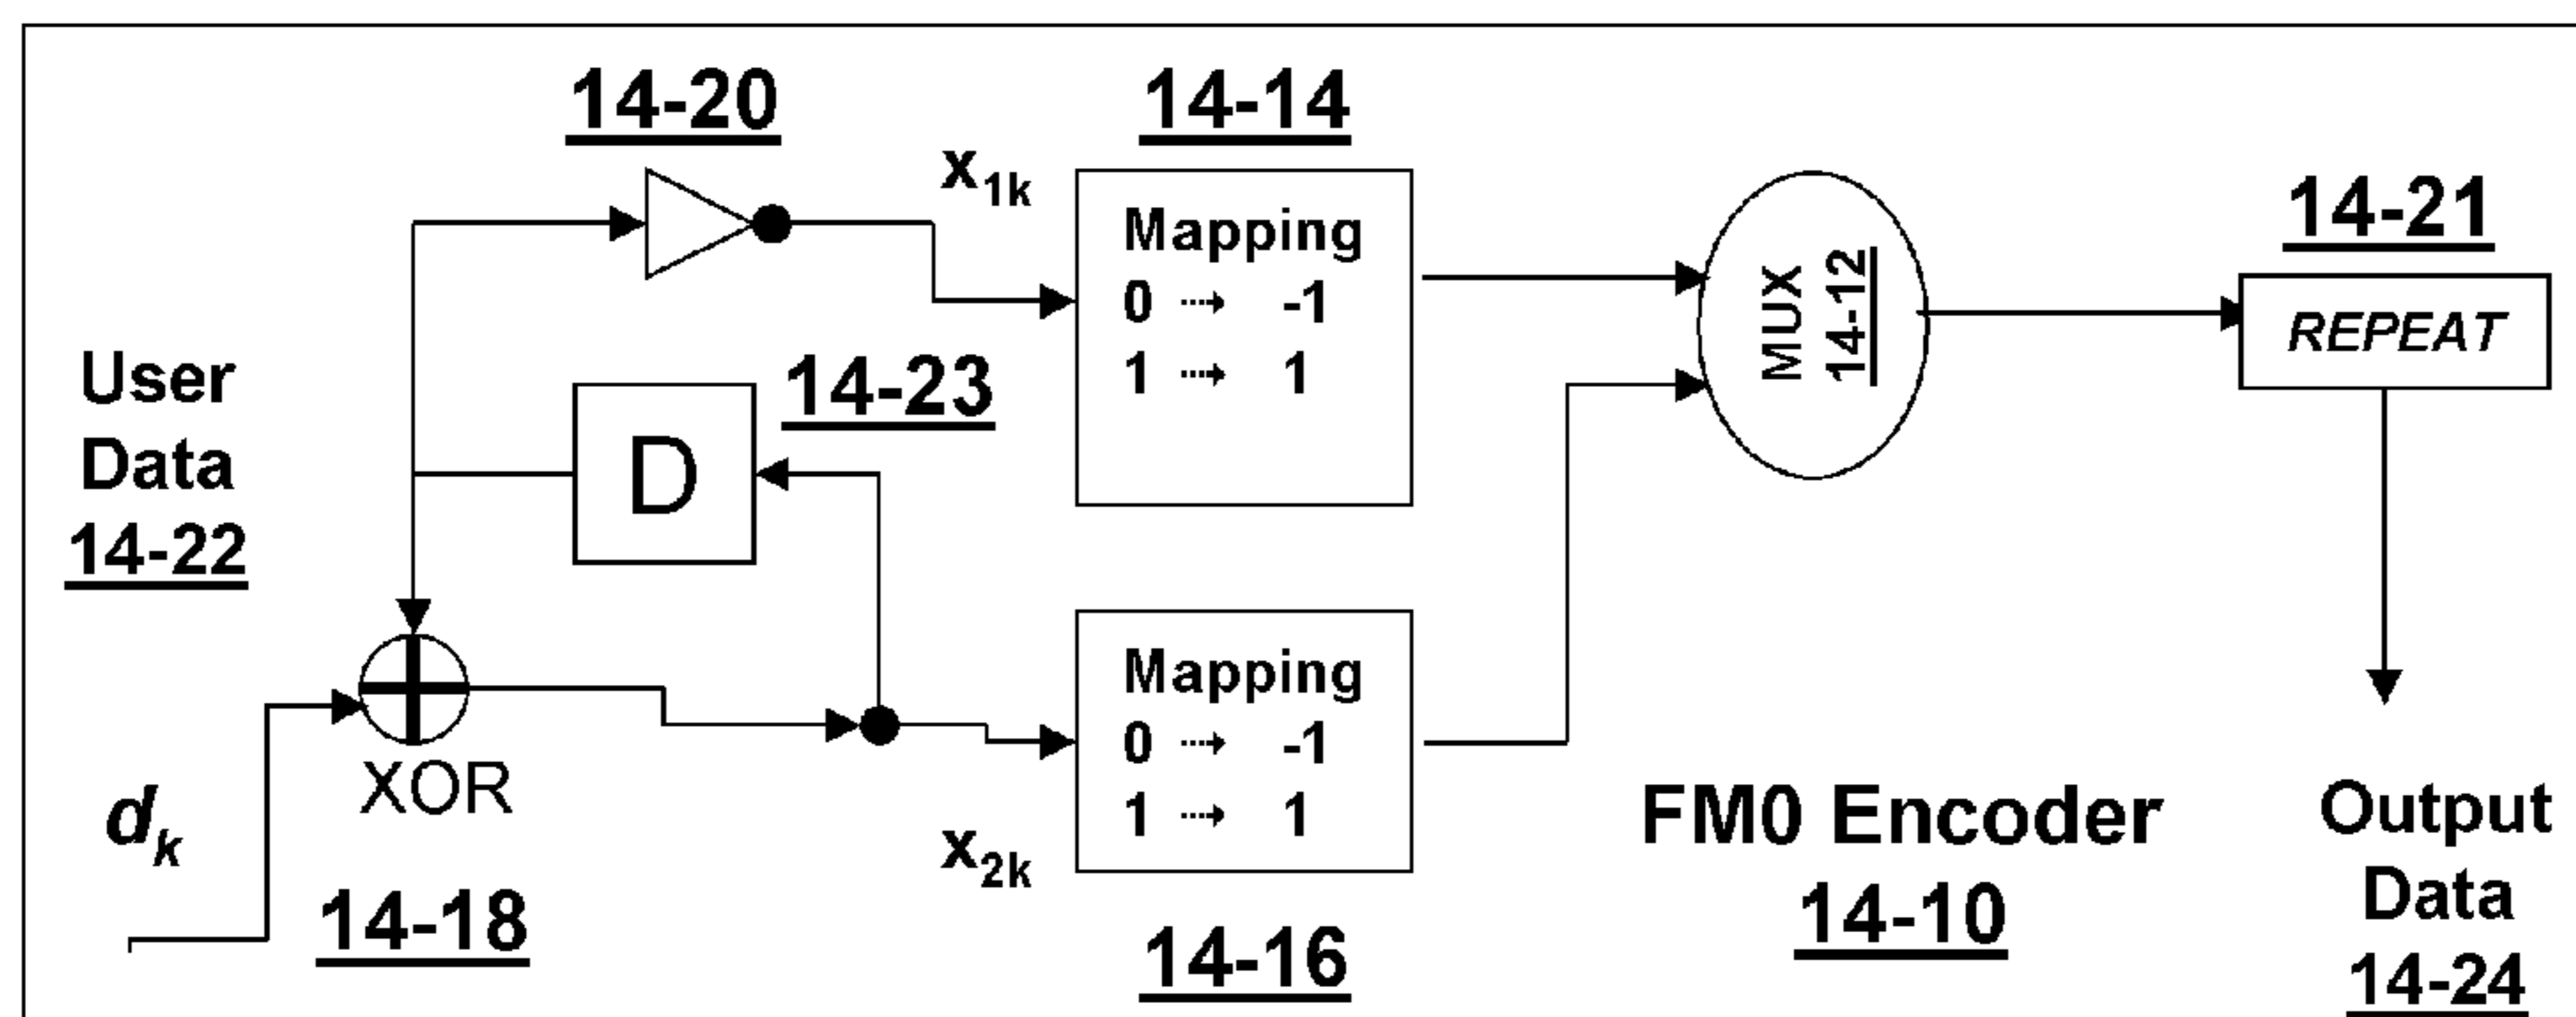 14-20
14-14
x1k
14-21
Mapping
0 ⇢ -1
1 ⇢ 1
MUX
14-12
REPEAT
User
Data
14-22
14-23
D
XOR
dk
14-18
x2k
Mapping
0 ⇢ -1
1 ⇢ 1
14-16
FM0 Encoder
14-10
Output
Data
14-24